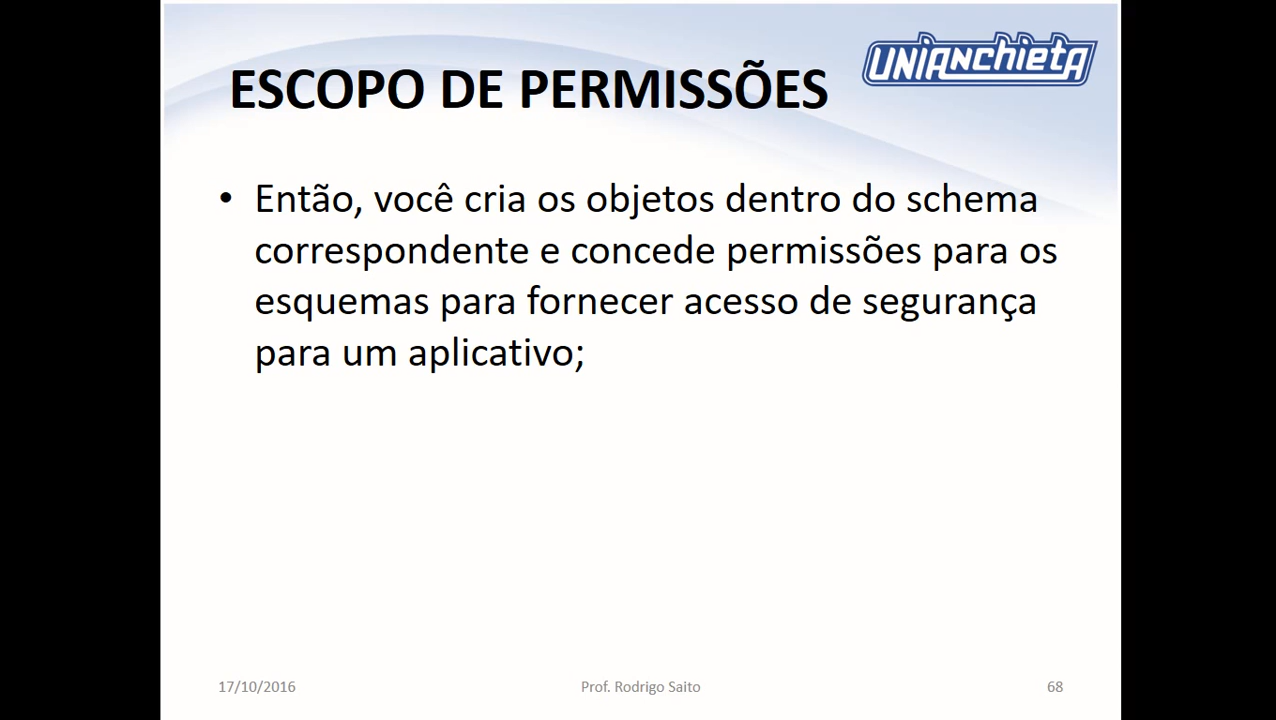 UNIANCHIETA
ESCOPO DE PERMISSÕES
• Então, você cria os objetos dentro do schema
correspondente e concede permissões para os
esquemas para fornecer acesso de segurança
para um aplicativo;
17/10/2016
Prof. Rodrigo Saito
68